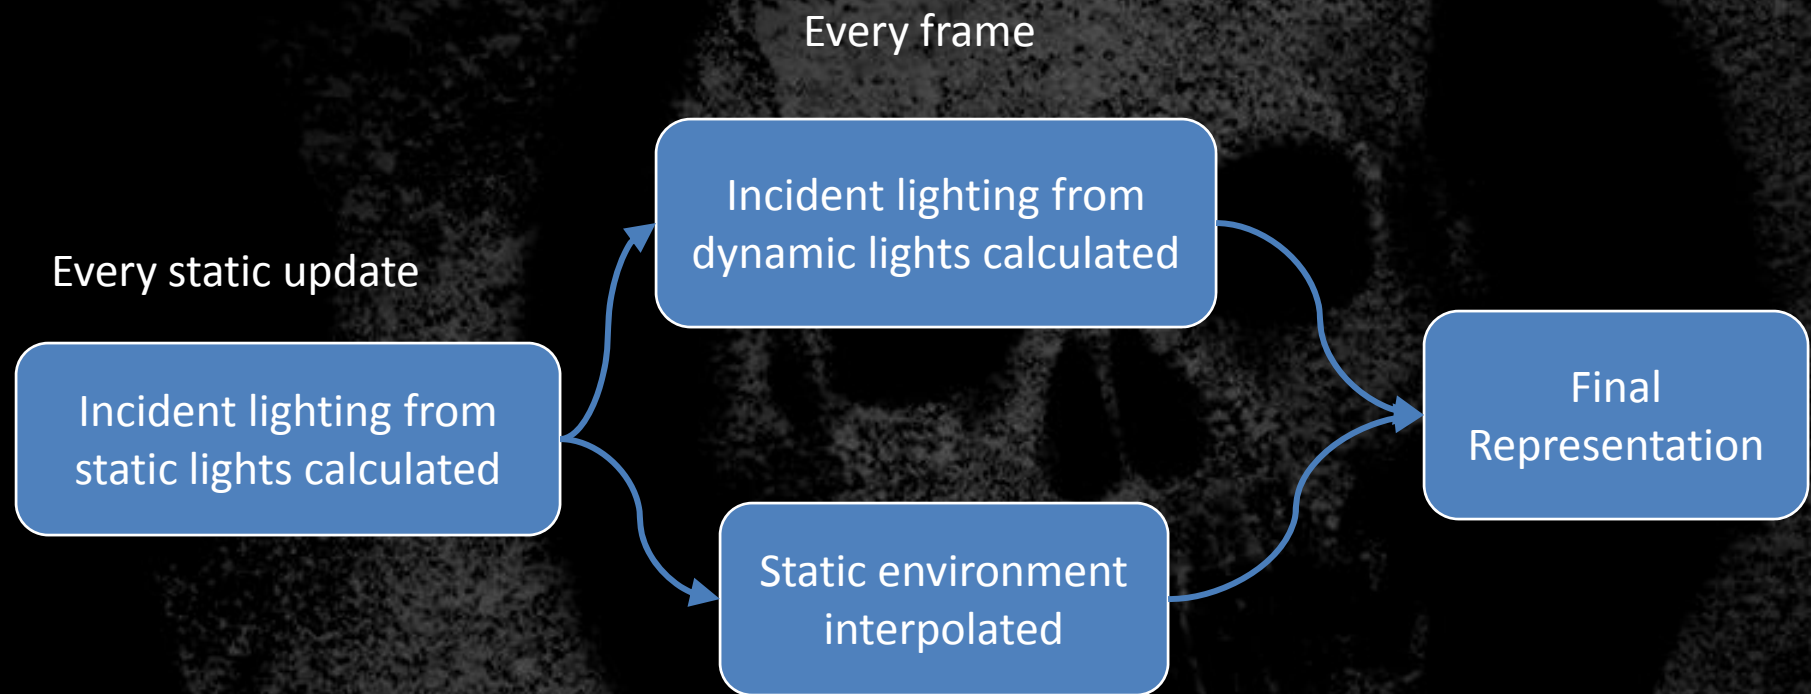 Every frame
Every static update
Incident lighting from
static lights calculated
Incident lighting from
dynamic lights calculated
Static environment
interpolated
Final
Representation